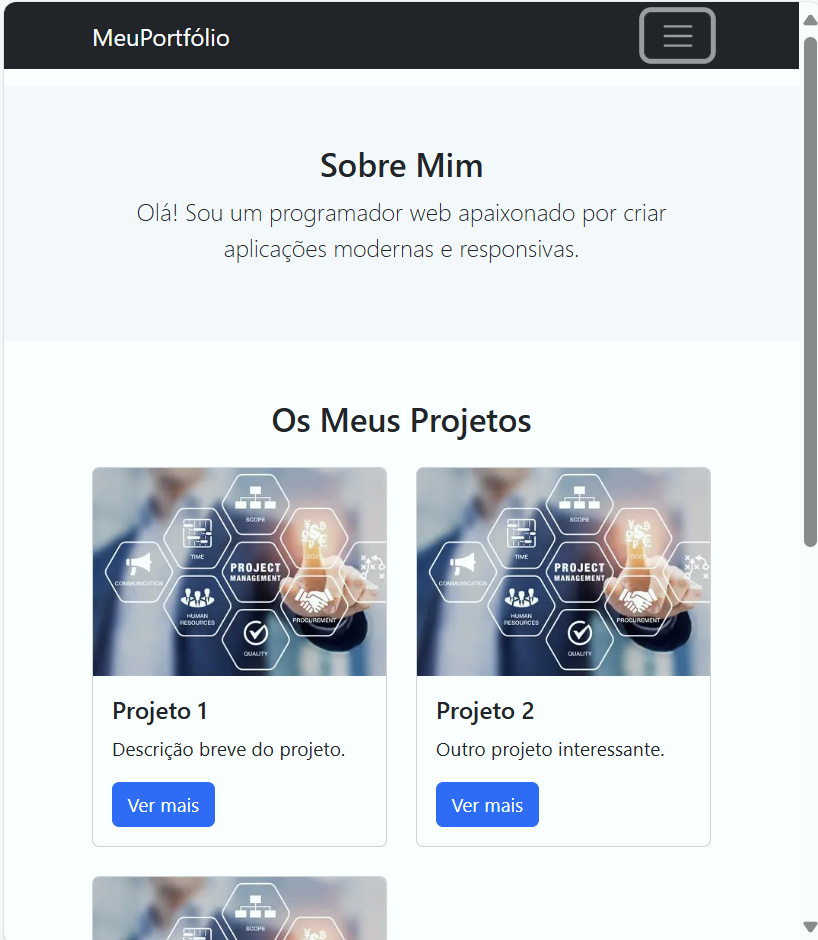 MeuPortfólio
Sobre Mim
Olá! Sou um programador web apaixonado por criar
aplicações modernas e responsivas.
Os Meus Projetos
SCOPE
TIME
COST
COMMUNICATION
PROJECT
MANAGEMENT
HUMAN
RESOURCES
PROCUREMENT
QUALITY
SCOPE
TIME
COST
COMMUNICATION
PROJECT
MANAGEMENT
HUMAN
RESOURCES
PROCUREMENT
QUALITY
Projeto 1
Descrição breve do projeto.
Ver mais
Projeto 2
Outro projeto interessante.
Ver mais
SCOPE